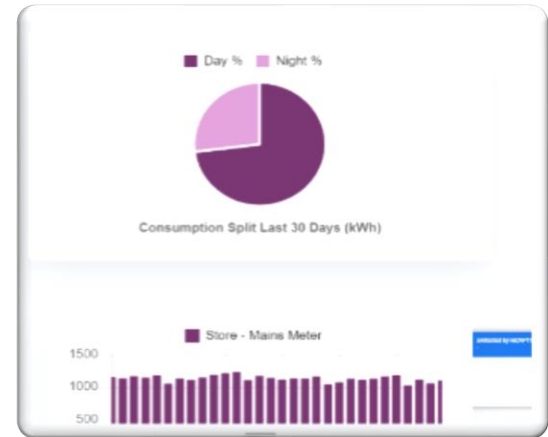 Day % Night %
Consumption Split Last 30 Days (kWh)
Store - Mains Meter
1500
1000
500